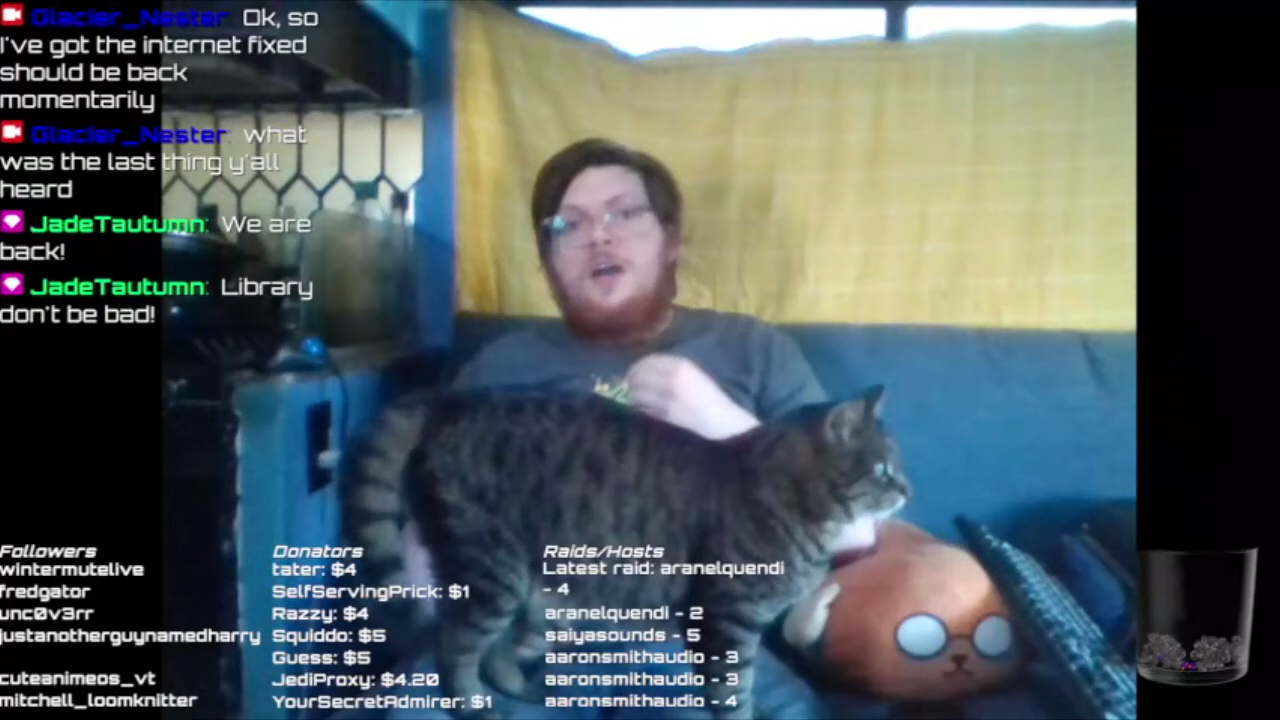 Glacier_Nester: Ok, so
I've got the internet fixed
should be back
momentarily
Glacier_Nester: what
was the last thing y'all
heard
JadeTautumn: We are
back!
JadeTautumn: Library
don't be bad!
Followers
wintermutelive
fredgator
unc0v3rr
justanotherguynamedharry
cuteanimeos_vt
mitchell_loomknitter
Donators
tater: $4
SelfServingPrick: $1
Razzy: $4
Squiddo: $5
Guess: $5
JediProxy: $4.20
YourSecretAdmirer: $1
Raids/Hosts
Latest raid: aranelquendi
- 4
aranelquendi - 2
saiyasounds - 5
aaronsmithaudio - 3
aaronsmithaudio - 3
aaronsmithaudio - 4